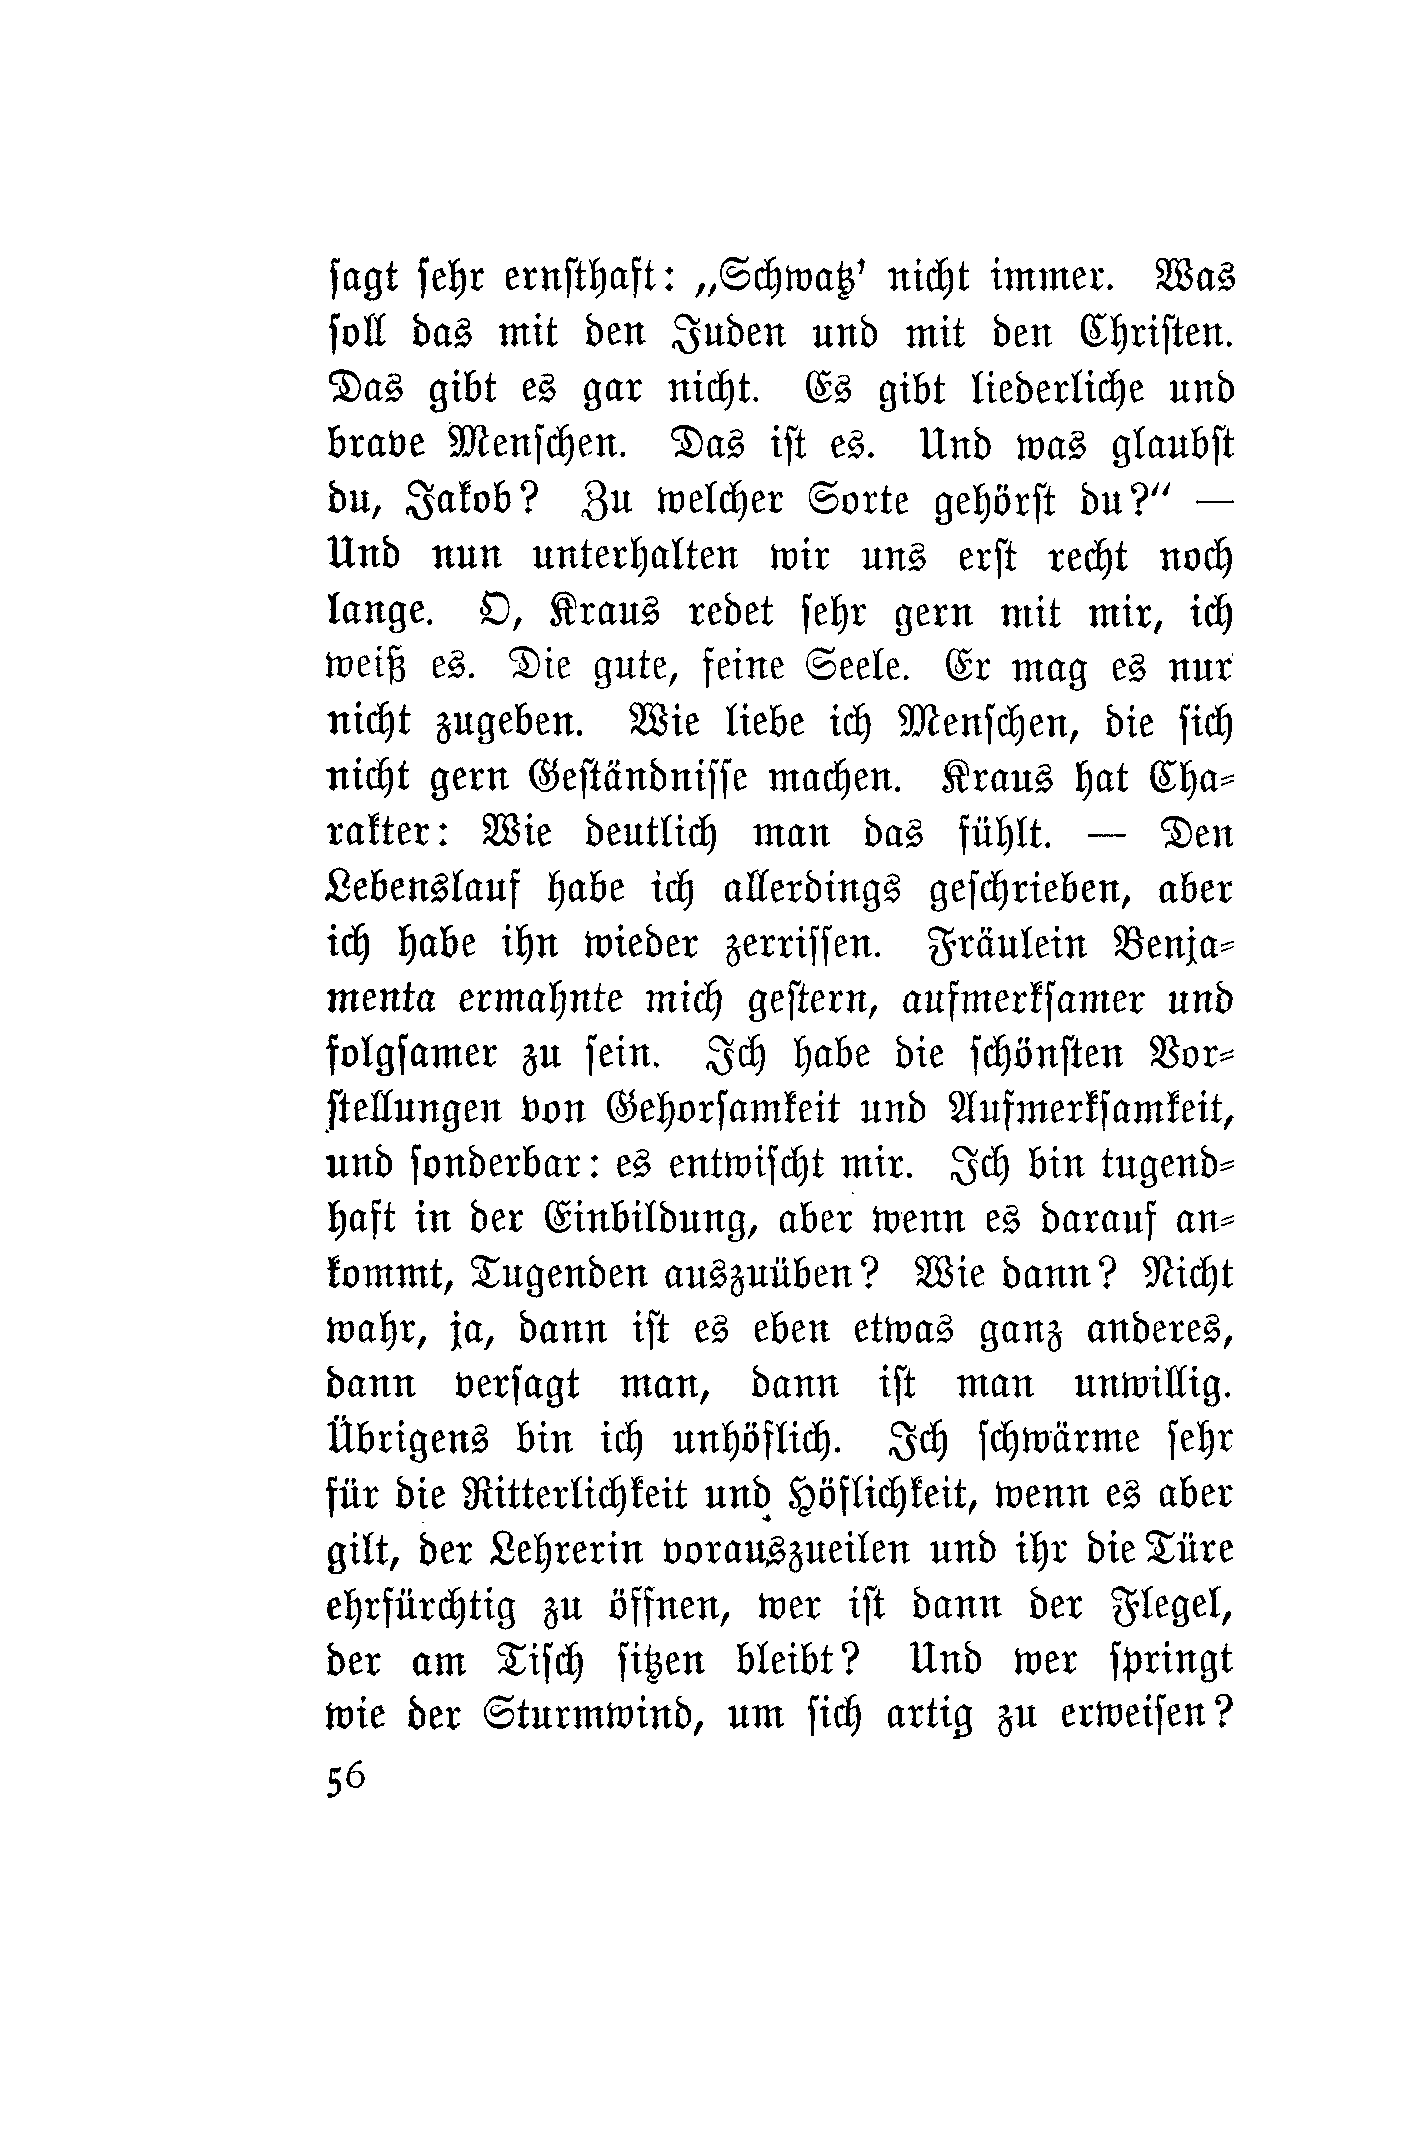 sagt sehr ernsthaft: „Schwatz’ nicht immer. Was
soll das mit den Juden und mit den Christen.
Das gibt es gar nicht. Es gibt liederliche und
brave Menschen. Das ist es. Und was glaubst
du, Jakob? Zu welcher Sorte gehörst du?“ —
Und nun unterhalten wir uns erst recht noch
lange. O, Kraus redet sehr gern mit mir, ich
weiß es. Die gute, feine Seele. Er mag es nur
nicht zugeben. Wie liebe ich Menschen, die sich
nicht gern Geständnisse machen. Kraus hat Cha-
rakter: Wie deutlich man das fühlt. — Den
Lebenslauf habe ich allerdings geschrieben, aber
ich habe ihn wieder zerrissen. Fräulein Benja-
menta ermahnte mich gestern, aufmerksamer und
folgsamer zu sein. Ich habe die schönsten Vor-
stellungen von Gehorsamkeit und Aufmerksamkeit,
und sonderbar: es entwischt mir. Ich bin tugend-
haft in der Einbildung, aber wenn es darauf an-
kommt, Tugenden auszuüben? Wie dann? Nicht
wahr, ja, dann ist es eben etwas ganz anderes,
dann versagt man, dann ist man unwillig.
Übrigens bin ich unhöflich. Ich schwärme sehr
für die Ritterlichkeit und Höflichkeit, wenn es aber
gilt, der Lehrerin vorauszueilen und ihr die Türe
ehrfürchtig zu öffnen, wer ist dann der Flegel,
der am Tisch sitzen bleibt? Und wer springt
wie der Sturmwind, um sich artig zu erweisen?
56